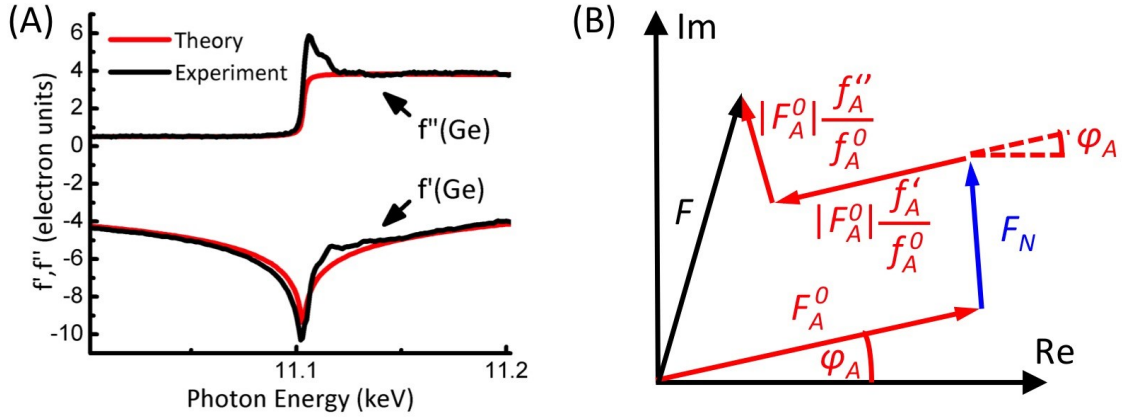 (A)
6
4
2
0
-2
-4
-6
-8
-10
f',f'' (electron units)
Theory
Experiment
f''(Ge)
f'(Ge)
11.1
11.2
Photon Energy (keV)
(B)
Im
|F_A^0| f_A''/f_A^0
φ_A
F
|F_A^0| f_A'/f_A^0
F_N
F_A^0
φ_A
Re